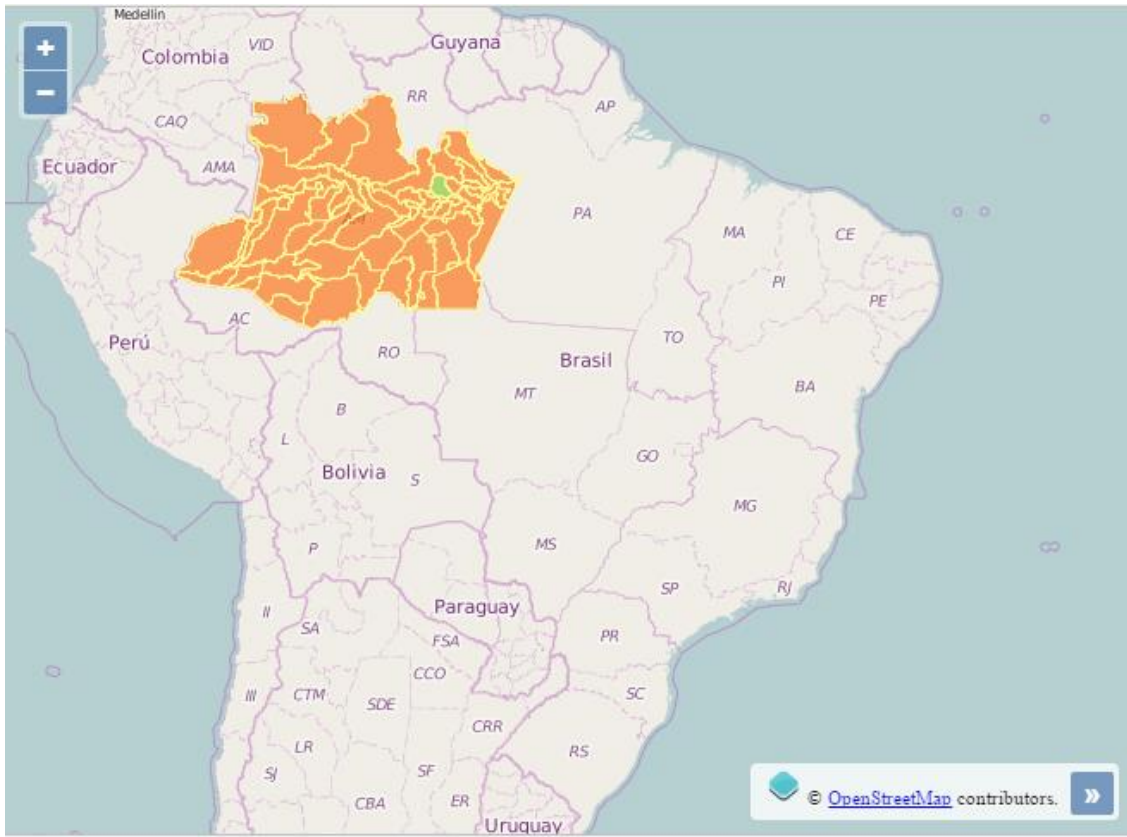 Medellín
+
Colombia
VID
Guyana
−
RR
AP
CAQ
Ecuador
AMA
PA
MA
CE
PI
PE
AC
TO
Perú
RO
Brasil
BA
MT
B
L
GO
Bolivia
S
MG
MS
P
SP
RJ
II
Paraguay
SA
PR
FSA
CCO
III
CTM
SC
SDE
CRR
LR
RS
SJ
SF
CBA
ER
© OpenStreetMap contributors.
»
Uruguay